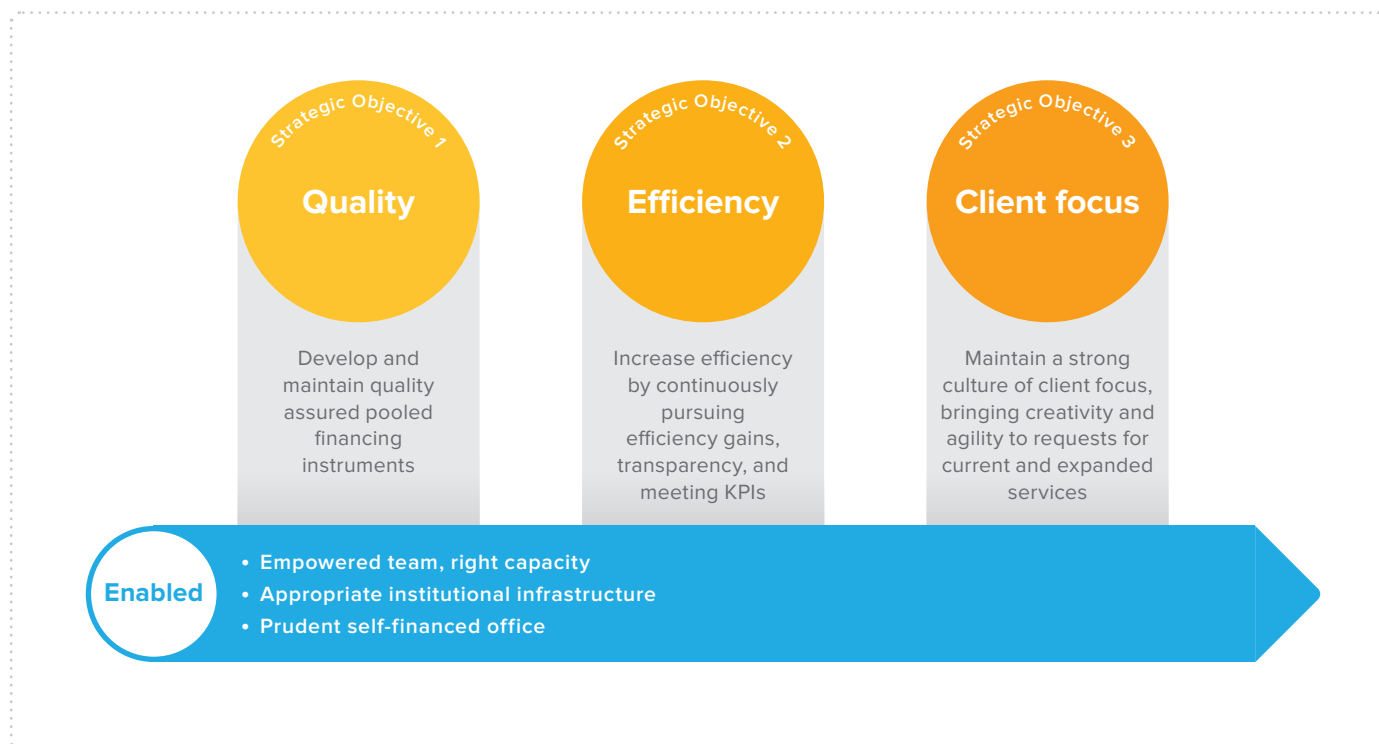 Strategic Objective 1
Quality
Develop and
maintain quality
assured pooled
financing
instruments
Strategic Objective 2
Efficiency
Increase efficiency
by continuously
pursuing
efficiency gains,
transparency, and
meeting KPIs
Strategic Objective 3
Client focus
Maintain a strong
culture of client focus,
bringing creativity and
agility to requests for
current and expanded
services
Enabled
• Empowered team, right capacity
• Appropriate institutional infrastructure
• Prudent self-financed office